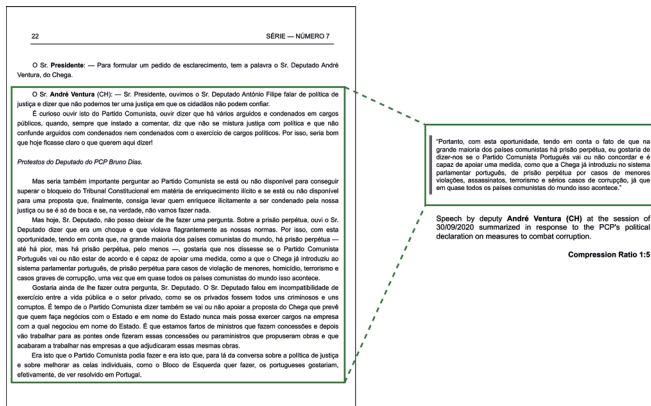 22
SÉRIE — NÚMERO 7
O Sr. Presidente: — Para formular um pedido de esclarecimento, tem a palavra o Sr. Deputado André
Ventura, do Chega.
O Sr. André Ventura (CH): — Sr. Presidente, ouvimos o Sr. Deputado António Filipe falar de política de
justiça e dizer que não podemos ter uma justiça em que os cidadãos não podem confiar.
É curioso ouvir isto do Partido Comunista, ouvir dizer que há vários arguidos e condenados em cargos
públicos, quando, sempre que instado a comentar, diz que não se mistura justiça com política e que não
confunde arguidos com condenados nem condenados com o exercício de cargos políticos. Por isso, seria bom
que hoje ficasse claro o que querem aqui dizer!
Protestos do Deputado do PCP Bruno Dias.
Mas seria também importante perguntar ao Partido Comunista se está ou não disponível para conseguir
superar o bloqueio do Tribunal Constitucional em matéria de enriquecimento ilícito e se está ou não disponível
para uma proposta que, finalmente, consiga levar quem enriquece ilicitamente a ser condenado pela nossa
justiça ou se é só de boca e se, na verdade, não vamos fazer nada.
Mas hoje, Sr. Deputado, não posso deixar de lhe fazer uma pergunta. Sobre a prisão perpétua, ouvi o Sr.
Deputado dizer que era um choque e que violava flagrantemente as nossas normas. Por isso, com esta
oportunidade, tendo em conta que, na grande maioria dos países comunistas do mundo, há prisão perpétua —
até há pior, mas há prisão perpétua, pelo menos —, gostaria que nos dissesse se o Partido Comunista
Português vai ou não estar de acordo e é capaz de apoiar uma medida, como a que o Chega já introduziu ao
sistema parlamentar português, de prisão perpétua para casos de violação de menores, homicídio, terrorismo e
casos graves de corrupção, uma vez que em quase todos os países comunistas do mundo isso acontece.
Gostaria ainda de lhe fazer outra pergunta, Sr. Deputado. O Sr. Deputado falou em incompatibilidade de
exercício entre a vida pública e o setor privado, como se os privados fossem todos uns criminosos e uns
corruptos. É tempo de o Partido Comunista dizer também se vai ou não apoiar a proposta do Chega que prevê
que quem faça negócios com o Estado e em nome do Estado nunca mais possa exercer cargos na empresa
com a qual negociou em nome do Estado. É que estamos fartos de ministros que fazem concessões e depois
vão trabalhar para as pontes onde fizeram essas concessões ou paraministros que propuseram obras e que
acabaram a trabalhar nas empresas a que adjudicaram essas mesmas obras.
Era isto que o Partido Comunista podia fazer e era isto que, para lá da conversa sobre a política de justiça
e sobre melhorar as celas individuais, como o Bloco de Esquerda quer fazer, os portugueses gostariam,
efetivamente, de ver resolvido em Portugal.
"Portanto, com esta oportunidade, tendo em conta o fato de que na
grande maioria dos países comunistas há prisão perpétua, eu gostaria de
dizer-nos se o Partido Comunista Português vai ou não concordar e é
capaz de apoiar uma medida, como que a Chega já introduziu no sistema
parlamentar português, de prisão perpétua por casos de menores
violações, assassinatos, terrorismo e sérios casos de corrupção, já que
em quase todos os países comunistas do mundo isso acontece."
Speech by deputy André Ventura (CH) at the session of
30/09/2020 summarized in response to the PCP's political
declaration on measures to combat corruption.
Compression Ratio 1:5